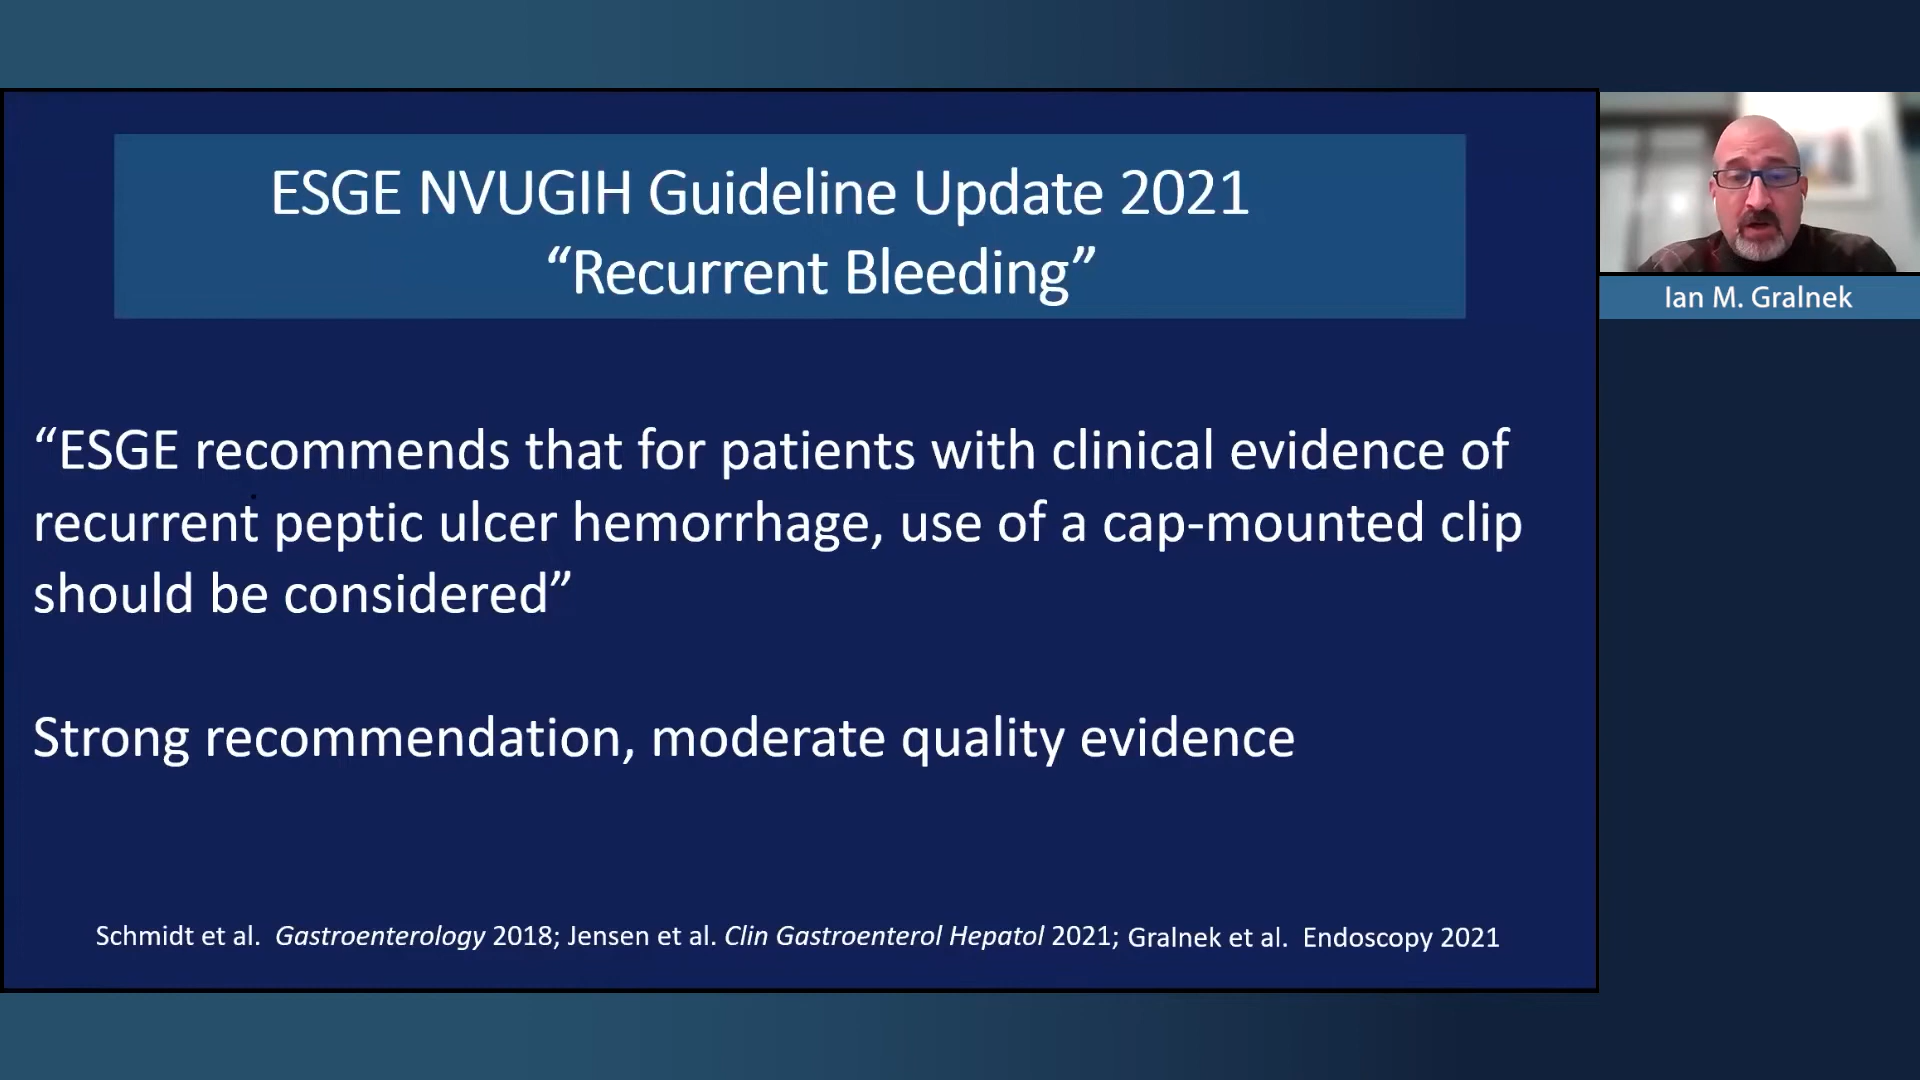 ESGE NVUGIH Guideline Update 2021
“Recurrent Bleeding”
Ian M. Gralnek
“ESGE recommends that for patients with clinical evidence of
recurrent peptic ulcer hemorrhage, use of a cap-mounted clip
should be considered”
Strong recommendation, moderate quality evidence
Schmidt et al. Gastroenterology 2018; Jensen et al. Clin Gastroenterol Hepatol 2021; Gralnek et al. Endoscopy 2021